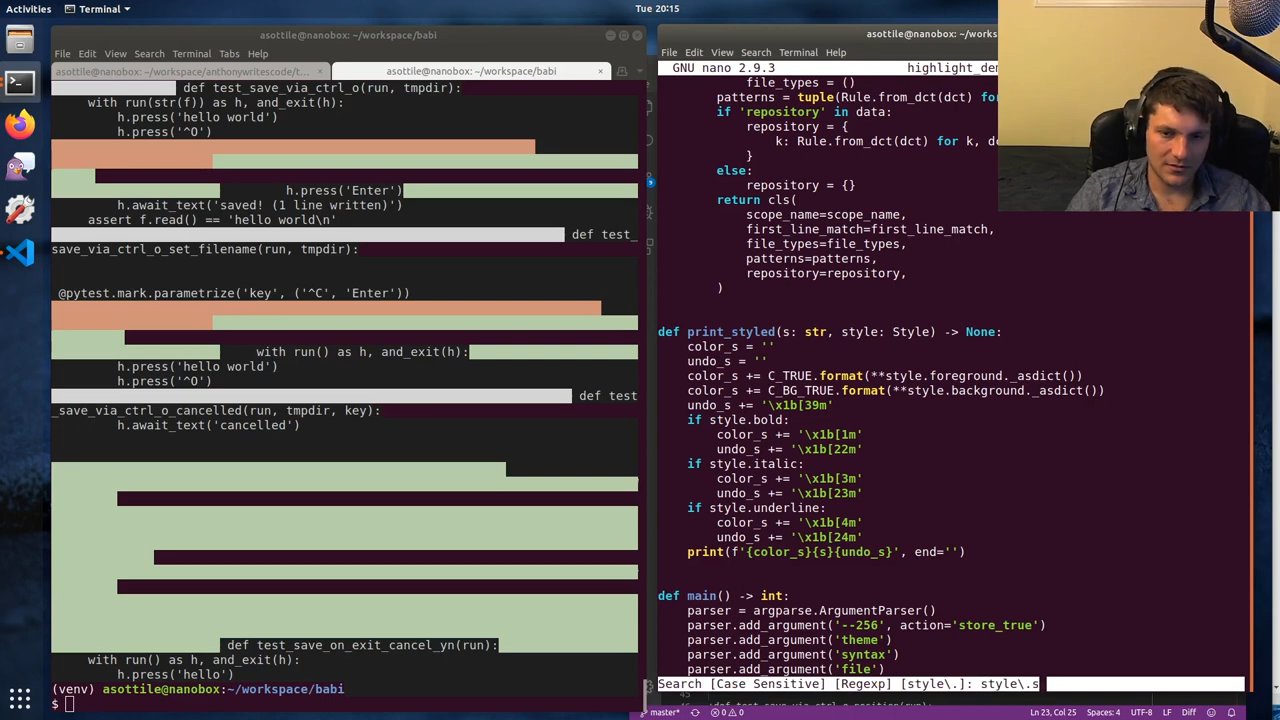 Activities
Terminal
Tue 20:15
asottile@nanobox: ~/workspace/babi
File Edit View Search Terminal Tabs Help
asottile@nanobox: ~/workspace/anthonywritescode/t...
asottile@nanobox: ~/workspace/babi
def test_save_via_ctrl_o(run, tmpdir):
with run(str(f)) as h, and_exit(h):
h.press('hello world')
h.press('^O')
h.press('Enter')
h.await_text('saved! (1 line written)')
assert f.read() == 'hello world\n'
def test_
save_via_ctrl_o_set_filename(run, tmpdir):
@pytest.mark.parametrize('key', ('^C', 'Enter'))
with run() as h, and_exit(h):
h.press('hello world')
h.press('^O')
def test
_save_via_ctrl_o_cancelled(run, tmpdir, key):
h.await_text('cancelled')
def test_save_on_exit_cancel_yn(run):
with run() as h, and_exit(h):
h.press('hello')
(venv) asottile@nanobox:~/workspace/babi
$
asottile@nanobox: ~/works
File Edit View Search Terminal Help
GNU nano 2.9.3 highlight_de
file_types = ()
patterns = tuple(Rule.from_dct(dct) fo
if 'repository' in data:
repository = {
k: Rule.from_dct(dct) for k, d
}
else:
repository = {}
return cls(
scope_name=scope_name,
first_line_match=first_line_match,
file_types=file_types,
patterns=patterns,
repository=repository,
)
def print_styled(s: str, style: Style) -> None:
color_s = ''
undo_s = ''
color_s += C_TRUE.format(**style.foreground._asdict())
color_s += C_BG_TRUE.format(**style.background._asdict())
undo_s += '\x1b[39m'
if style.bold:
color_s += '\x1b[1m'
undo_s += '\x1b[22m'
if style.italic:
color_s += '\x1b[3m'
undo_s += '\x1b[23m'
if style.underline:
color_s += '\x1b[4m'
undo_s += '\x1b[24m'
print(f'{color_s}{s}{undo_s}', end='')
def main() -> int:
parser = argparse.ArgumentParser()
parser.add_argument('--256', action='store_true')
parser.add_argument('theme')
parser.add_argument('syntax')
parser.add_argument('file')
Search [Case Sensitive] [Regexp] [style\.]: style\.s
master* 0 0 Ln 23, Col 25 Spaces: 4 UTF-8 LF Diff